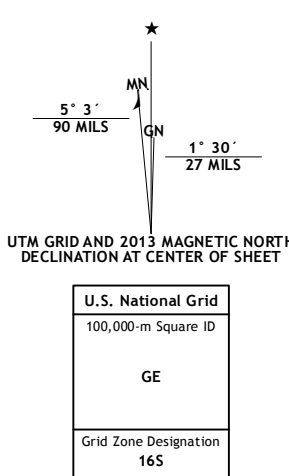 ★
MN
5° 3´
90 MILS
GN
1° 30´
27 MILS
UTM GRID AND 2013 MAGNETIC NORTH
DECLINATION AT CENTER OF SHEET
U.S. National Grid
100,000-m Square ID
GE
Grid Zone Designation
16S